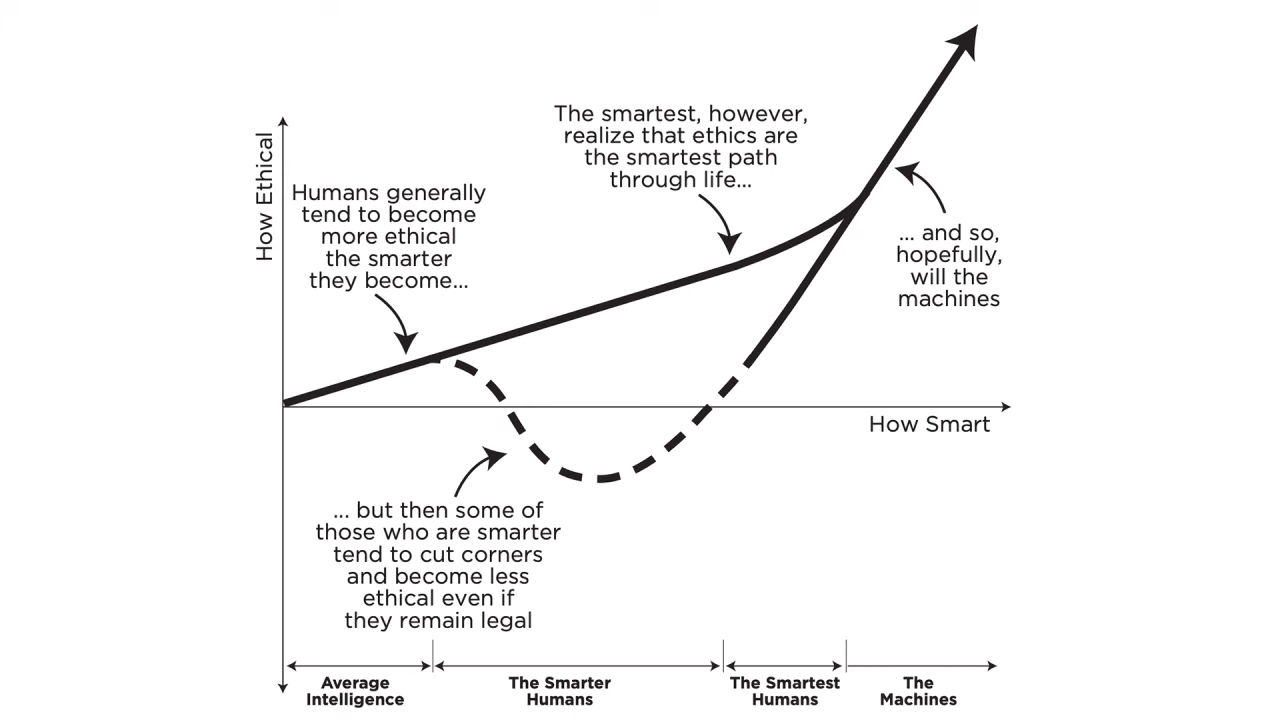 How Ethical
Humans generally
tend to become
more ethical
the smarter
they become...
The smartest, however,
realize that ethics are
the smartest path
through life...
... and so,
hopefully,
will the
machines
How Smart
... but then some of
those who are smarter
tend to cut corners
and become less
ethical even if
they remain legal
Average
Intelligence
The Smarter
Humans
The Smartest
Humans
The
Machines